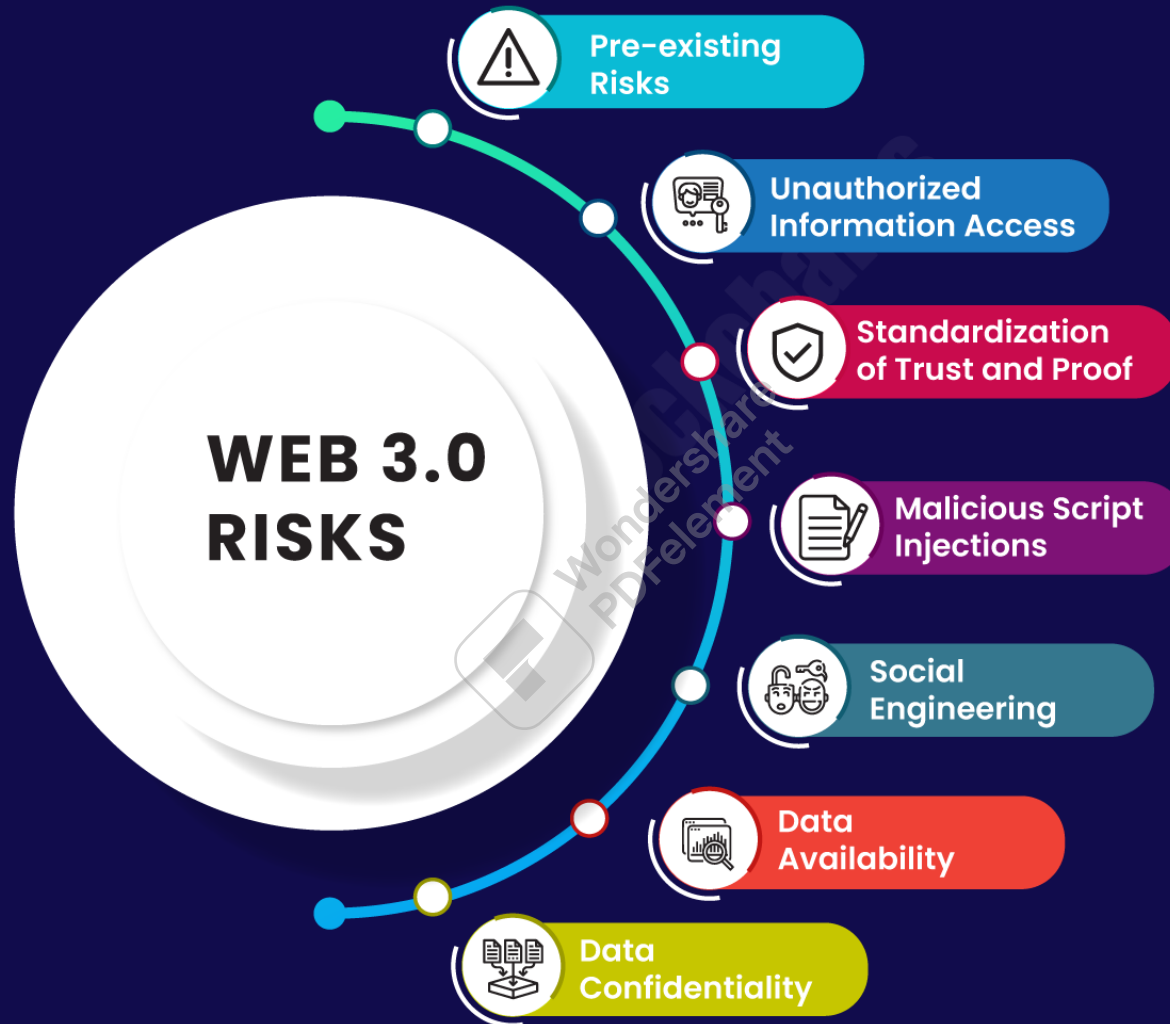 Pre-existing
Risks
Unauthorized
Information Access
Standardization
of Trust and Proof
WEB 3.0
RISKS
Malicious Script
Injections
Social
Engineering
Data
Availability
Data
Confidentiality
Wondershare
PDFelement